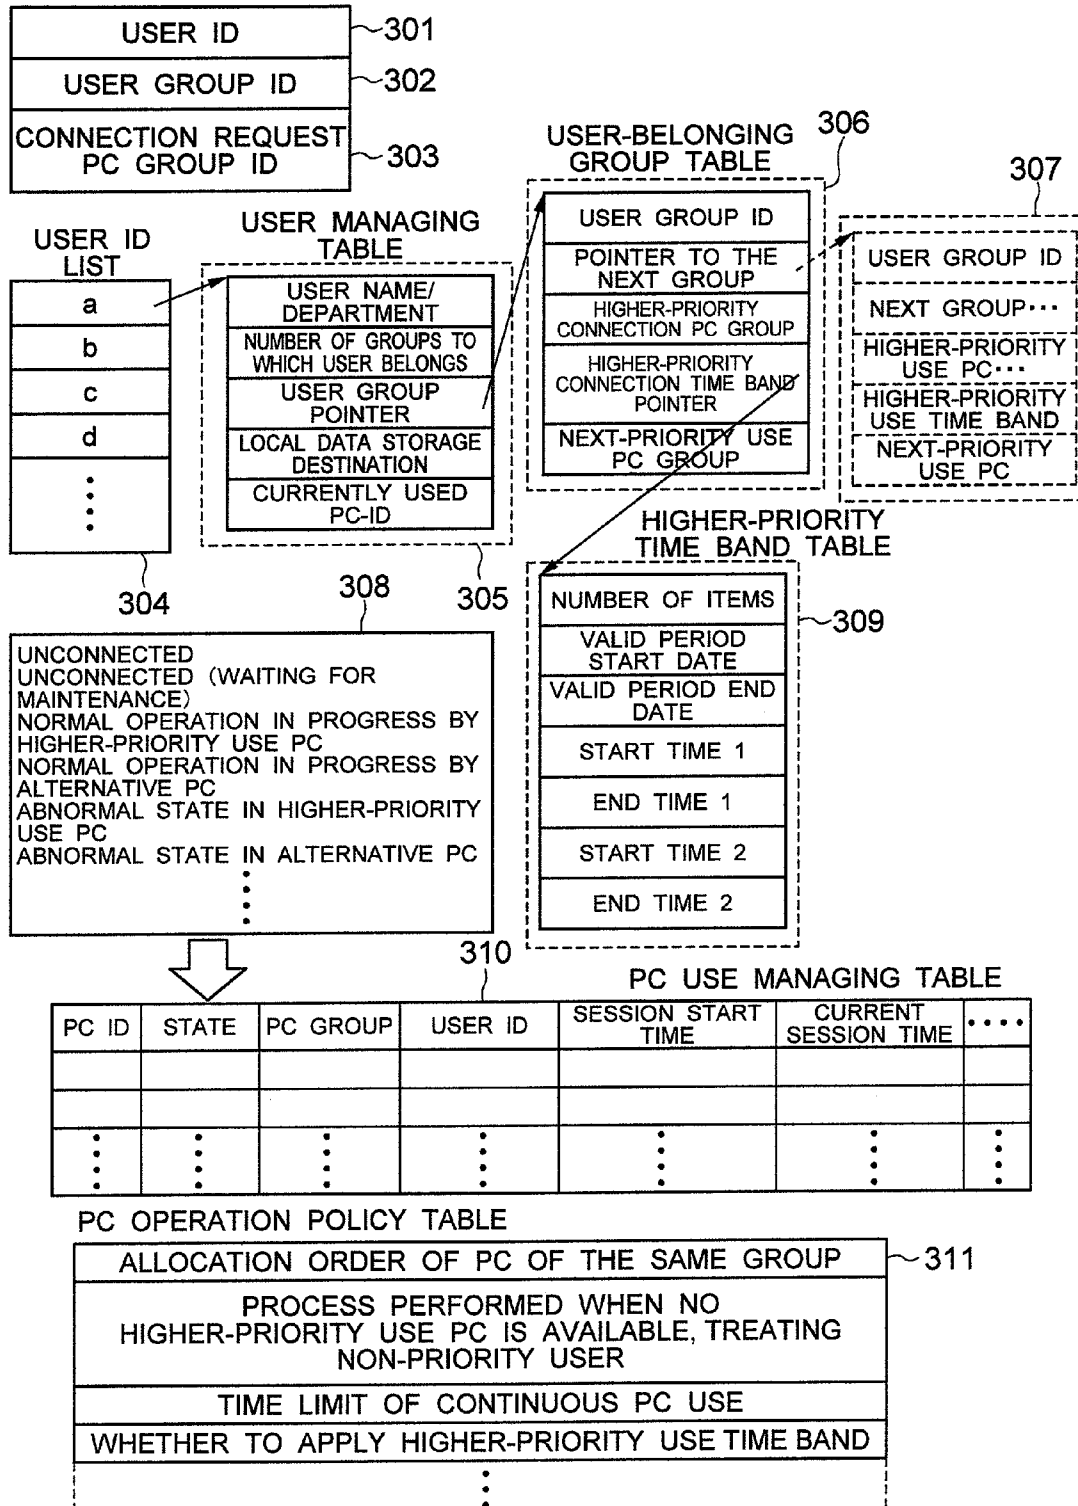 USER ID
301
USER GROUP ID
302
CONNECTION REQUEST
PC GROUP ID
303
USER ID
LIST
a
b
c
d
304
USER MANAGING
TABLE
USER NAME/
DEPARTMENT
NUMBER OF GROUPS TO
WHICH USER BELONGS
USER GROUP
POINTER
LOCAL DATA STORAGE
DESTINATION
CURRENTLY USED
PC-ID
305
USER-BELONGING
GROUP TABLE
306
USER GROUP ID
POINTER TO THE
NEXT GROUP
HIGHER-PRIORITY
CONNECTION PC GROUP
HIGHER-PRIORITY
CONNECTION TIME BAND
POINTER
NEXT-PRIORITY USE
PC GROUP
307
USER GROUP ID
NEXT GROUP···
HIGHER-PRIORITY
USE PC···
HIGHER-PRIORITY
USE TIME BAND
NEXT-PRIORITY
USE PC
308
UNCONNECTED
UNCONNECTED (WAITING FOR
MAINTENANCE)
NORMAL OPERATION IN PROGRESS BY
HIGHER-PRIORITY USE PC
NORMAL OPERATION IN PROGRESS BY
ALTERNATIVE PC
ABNORMAL STATE IN HIGHER-PRIORITY
USE PC
ABNORMAL STATE IN ALTERNATIVE PC
HIGHER-PRIORITY
TIME BAND TABLE
NUMBER OF ITEMS
309
VALID PERIOD
START DATE
VALID PERIOD END
DATE
START TIME 1
END TIME 1
START TIME 2
END TIME 2
310
PC USE MANAGING TABLE
PC ID
STATE
PC GROUP
USER ID
SESSION START
TIME
CURRENT
SESSION TIME
····
PC OPERATION POLICY TABLE
ALLOCATION ORDER OF PC OF THE SAME GROUP
311
PROCESS PERFORMED WHEN NO
HIGHER-PRIORITY USE PC IS AVAILABLE, TREATING
NON-PRIORITY USER
TIME LIMIT OF CONTINUOUS PC USE
WHETHER TO APPLY HIGHER-PRIORITY USE TIME BAND